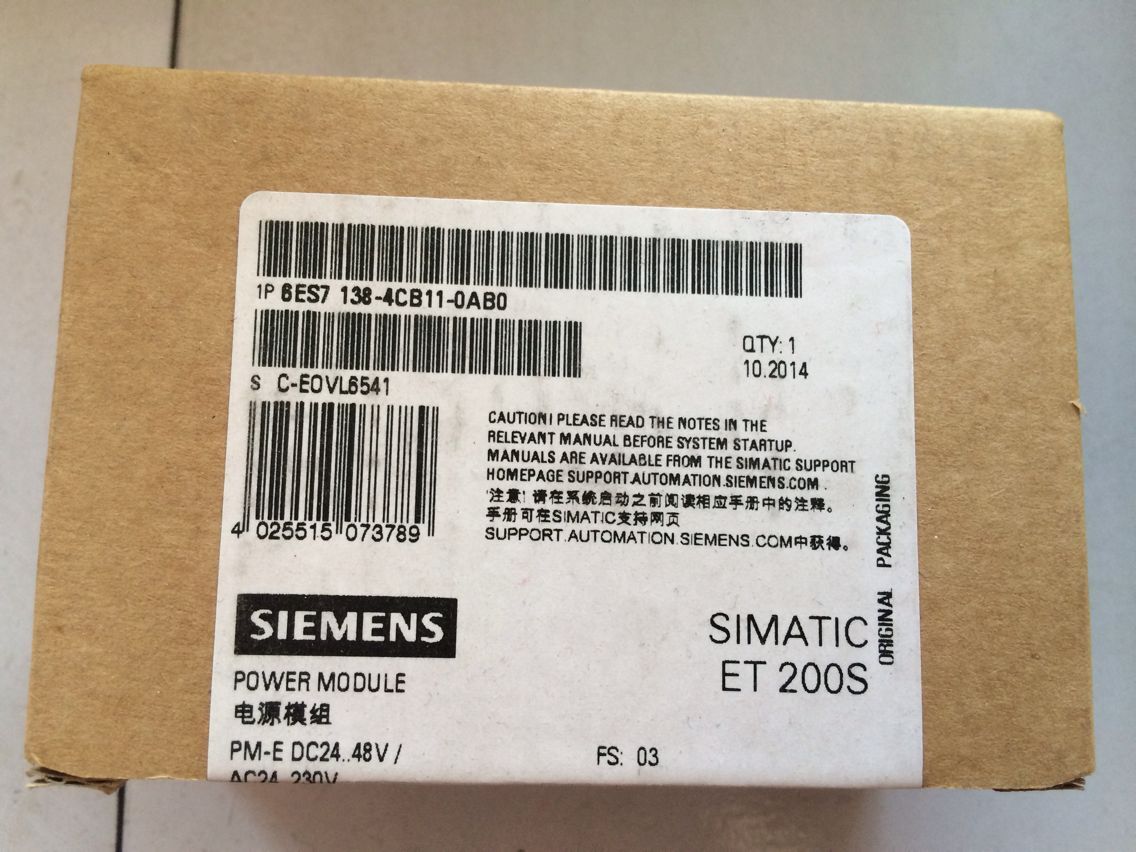 1P 6ES7 138-4CB11-0AB0
S C-EOVL6541
QTY: 1
10.2014
4 025515 073789
CAUTION! PLEASE READ THE NOTES IN THE
RELEVANT MANUAL BEFORE SYSTEM STARTUP.
MANUALS ARE AVAILABLE FROM THE SIMATIC SUPPORT
HOMEPAGE SUPPORT.AUTOMATION.SIEMENS.COM .
'注意! 请在系统启动之前阅读相应手册中的注释。
手册可在SIMATIC支持网页
SUPPORT.AUTOMATION.SIEMENS.COM中获得。
ORIGINAL PACKAGING
SIEMENS
SIMATIC
ET 200S
POWER MODULE
电源模组
PM-E DC24..48V /
AC24..230V
FS: 03